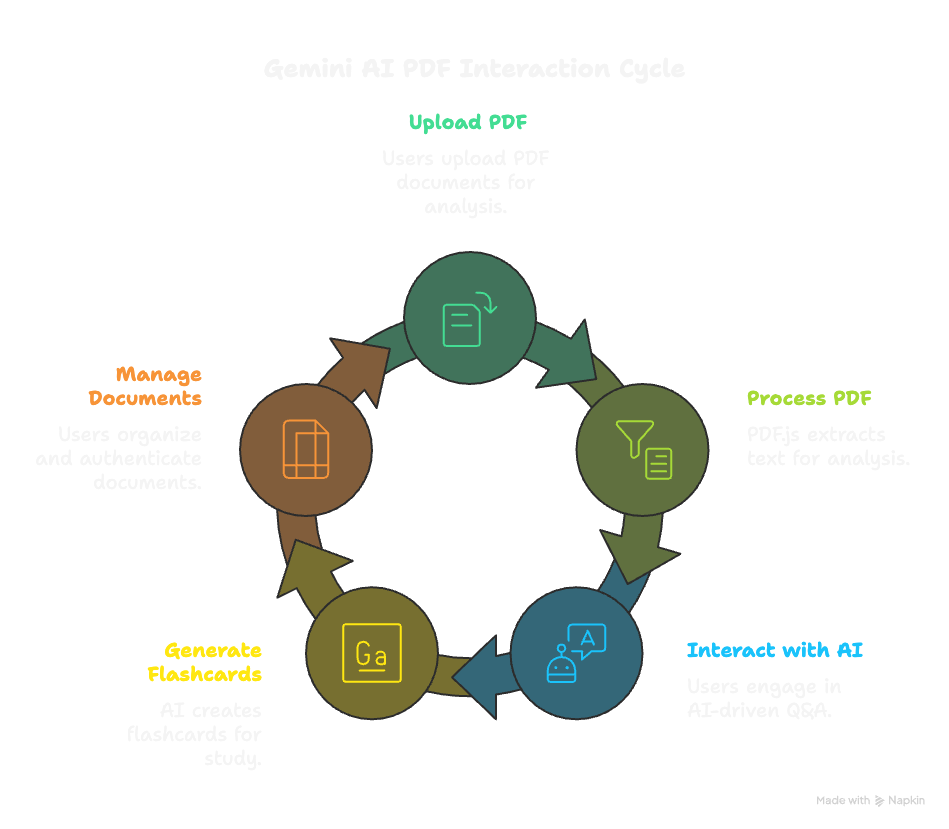 Gemini AI PDF Interaction Cycle
Upload PDF
Users upload PDF
documents for
analysis.
Manage
Documents
Users organize
and authenticate
documents.
Process PDF
PDF.js extracts
text for analysis.
Generate
Flashcards
AI creates
flashcards for
study.
Ga
A
Interact with AI
Users engage in
AI-driven Q&A.
Made with Napkin